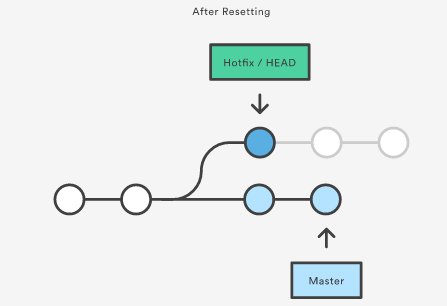 After Resetting
Hotfix / HEAD
Master